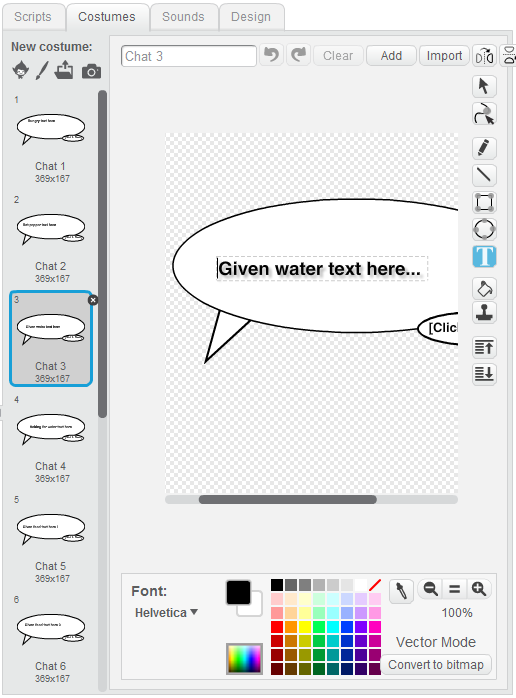 Scripts
Costumes
Sounds
Design
New costume:
Chat 3
Clear
Add
Import
1
Chat 1
369x167
2
Chat 2
369x167
3
Given water text here
Chat 3
369x167
4
Chat 4
369x167
5
Chat 5
369x167
6
Chat 6
369x167
Given water text here...
[Clic
T
Font:
Helvetica
100%
Vector Mode
Convert to bitmap